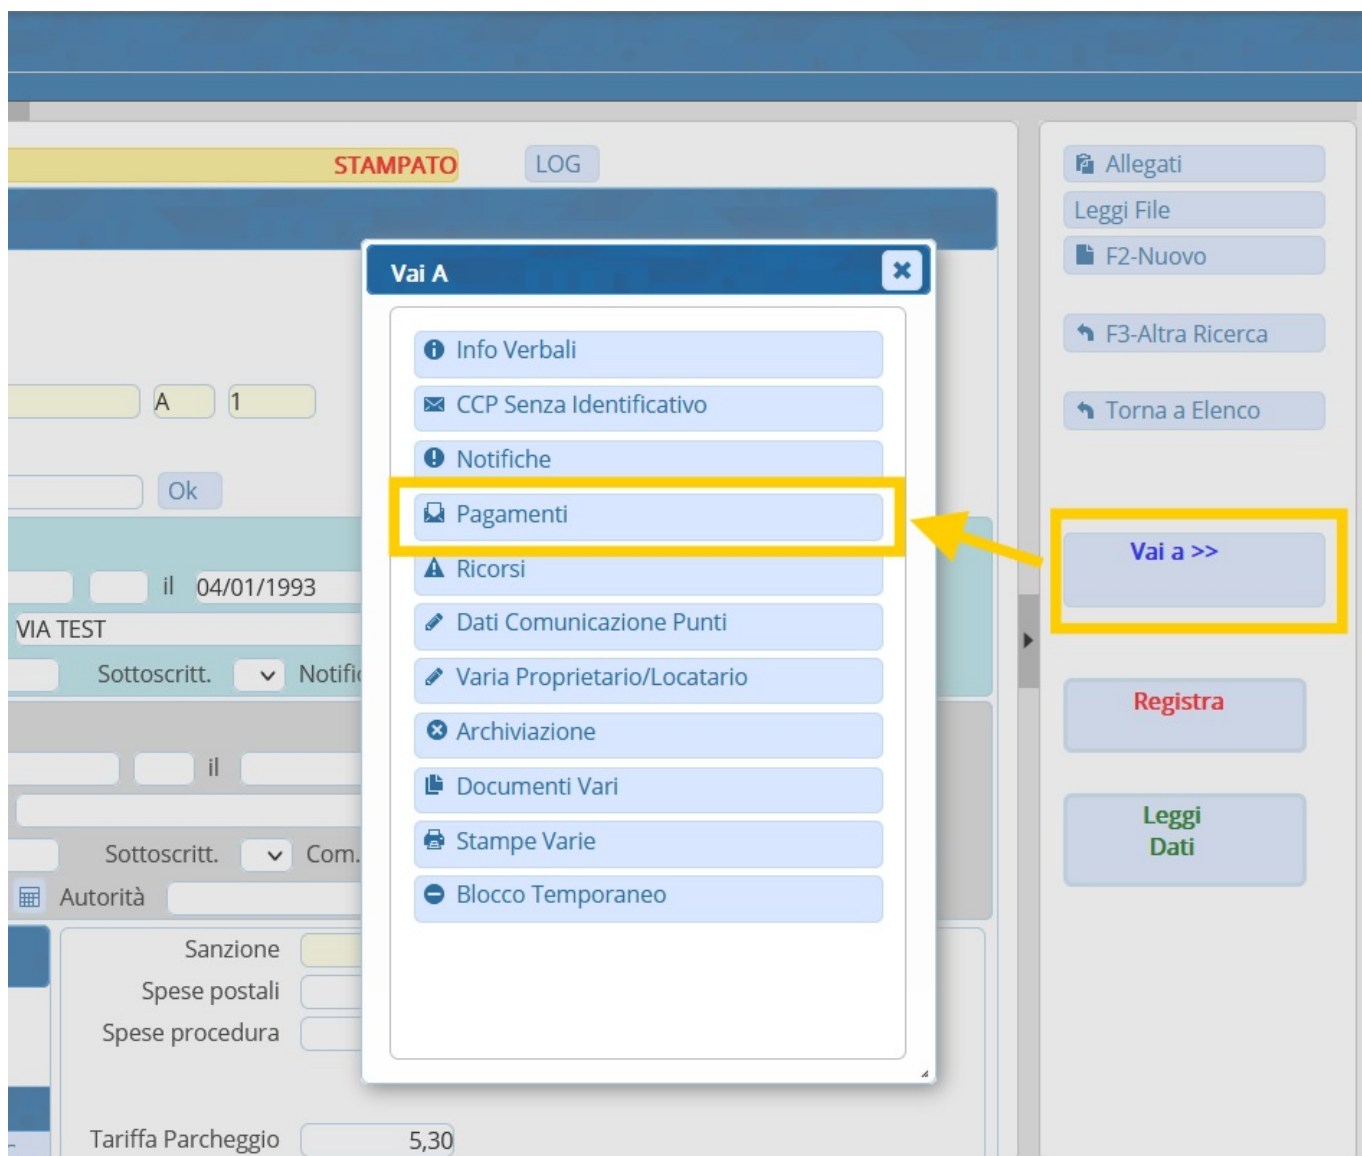 STAMPATO LOG
Allegati
Leggi File
F2-Nuovo
F3-Altra Ricerca
Torna a Elenco
Vai a >>
Registra
Leggi
Dati
Vai A
Info Verbali
CCP Senza Identificativo
Notifiche
Pagamenti
Ricorsi
Dati Comunicazione Punti
Varia Proprietario/Locatario
Archiviazione
Documenti Vari
Stampe Varie
Blocco Temporaneo
A 1
Ok
il 04/01/1993
VIA TEST
Sottoscritt. Notific
il
Sottoscritt. Com.
Autorità
Sanzione
Spese postali
Spese procedura
Tariffa Parcheggio 5,30